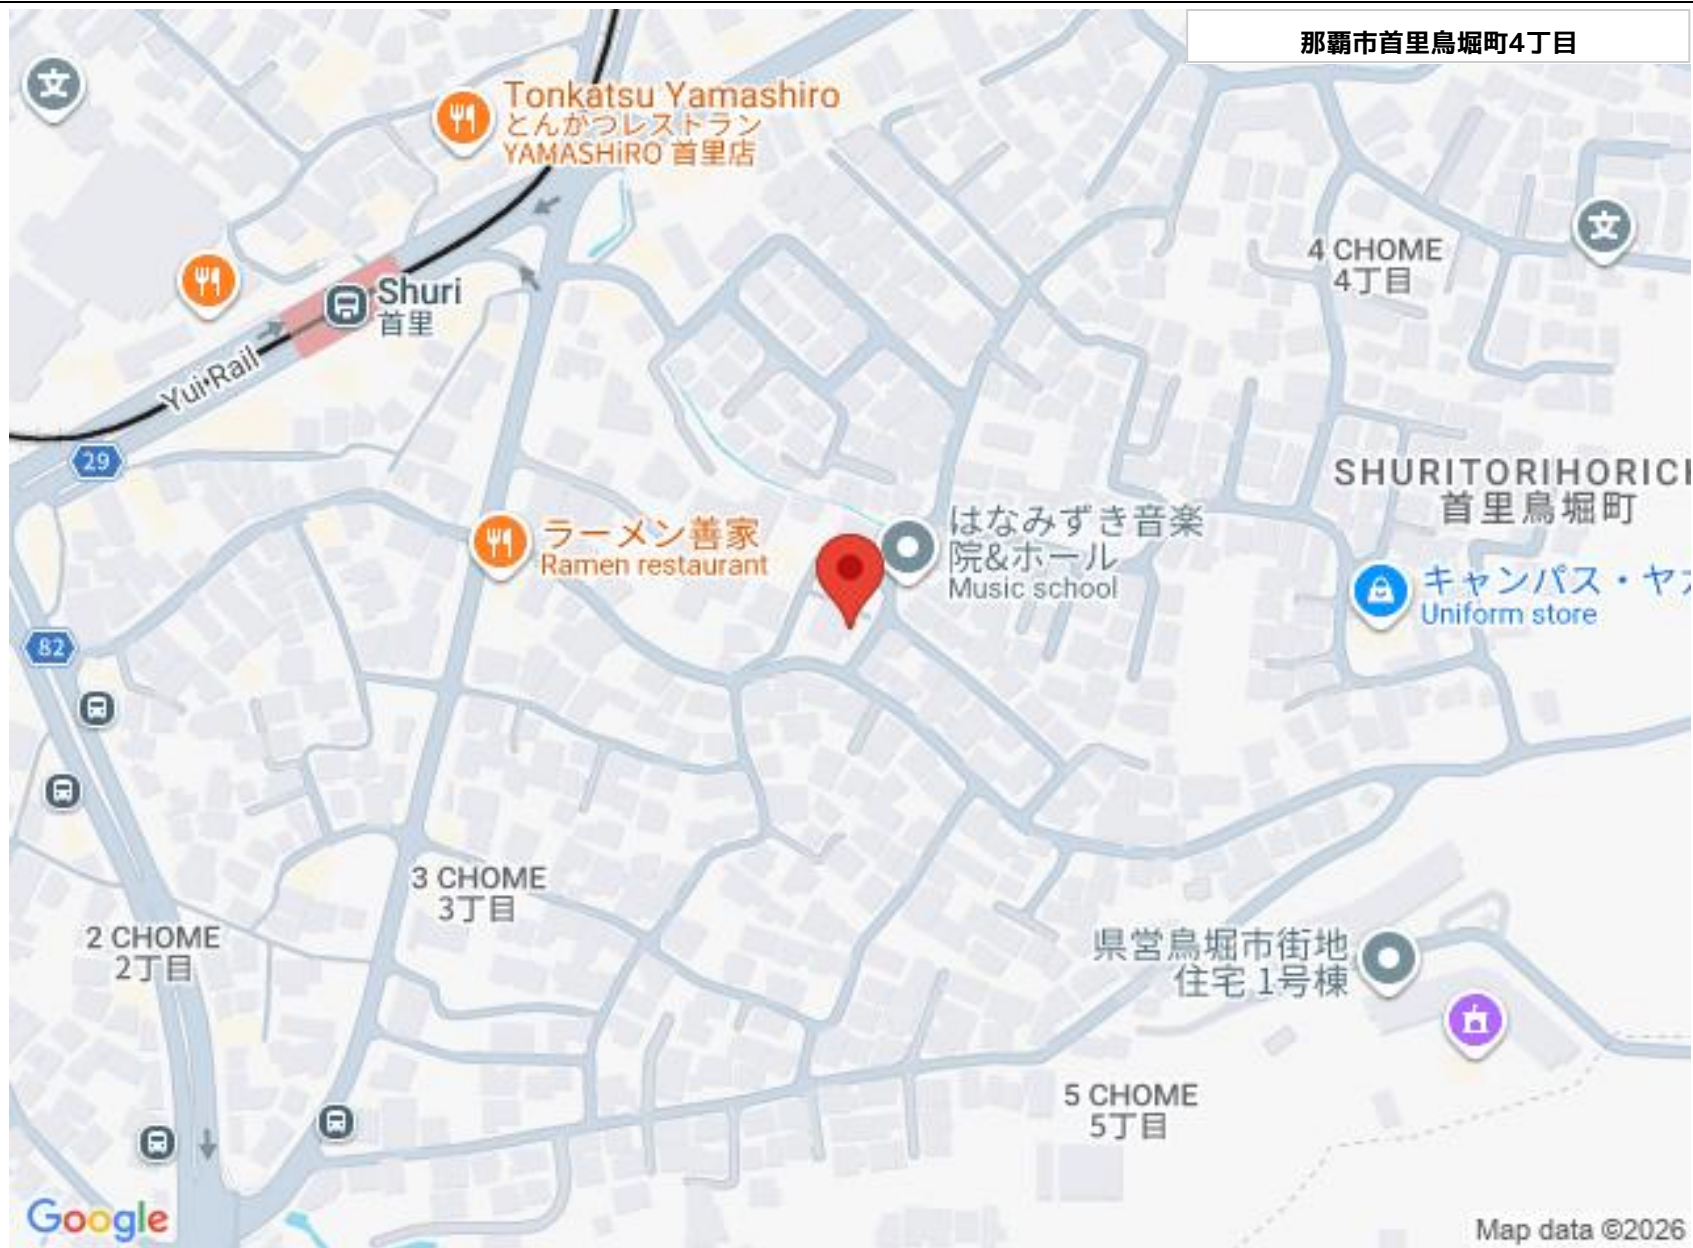 那覇市首里鳥堀町4丁目
Tonkatsu Yamashiro
とんかつレストラン
YAMASHiRO 首里店
4 CHOME
4丁目
Shuri
首里
Yui-Rail
29
SHURITORIHORICH
首里鳥堀町
はなみずき音楽
院&ホール
Music school
ラーメン善家
Ramen restaurant
キャンパス・ヤ
Uniform store
82
3 CHOME
3丁目
2 CHOME
2丁目
県営鳥堀市街地
住宅 1号棟
5 CHOME
5丁目
Google
Map data ©2026
文
文